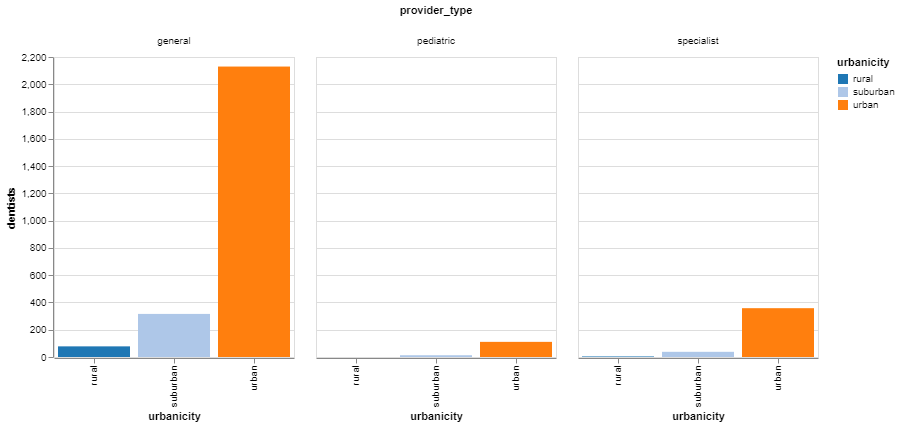 provider_type
general
pediatric
specialist
dentists
2,200
2,000
1,800
1,600
1,400
1,200
1,000
800
600
400
200
0
rural
suburban
urban
urbanicity
rural
suburban
urban
urbanicity
rural
suburban
urban
urbanicity
urbanicity
rural
suburban
urban